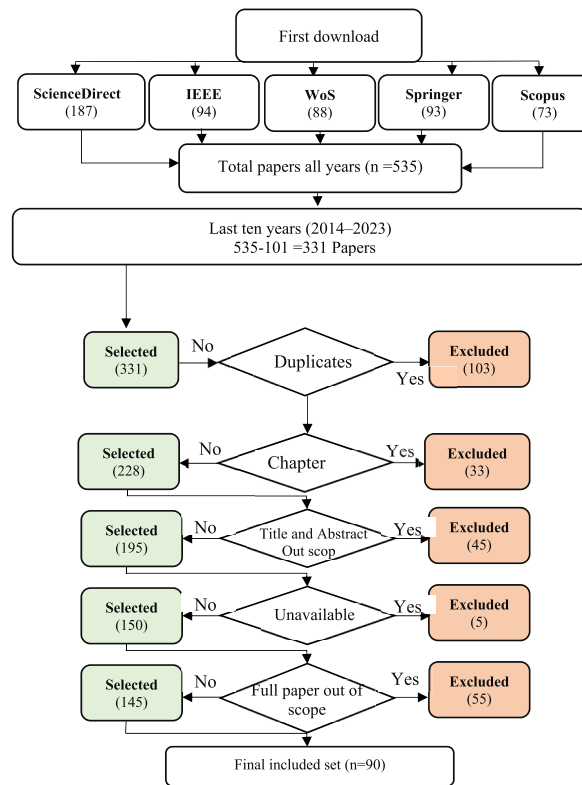 First download
ScienceDirect
(187)
IEEE
(94)
WoS
(88)
Springer
(93)
Scopus
(73)
Total papers all years (n =535)
Last ten years (2014–2023)
535-101 =331 Papers
Selected
(331)
No
Duplicates
Yes
Excluded
(103)
Selected
(228)
No
Chapter
Yes
Excluded
(33)
Selected
(195)
No
Title and Abstract
Out scop
Yes
Excluded
(45)
Selected
(150)
No
Unavailable
Yes
Excluded
(5)
Selected
(145)
No
Full paper out of
scope
Yes
Excluded
(55)
Final included set (n=90)